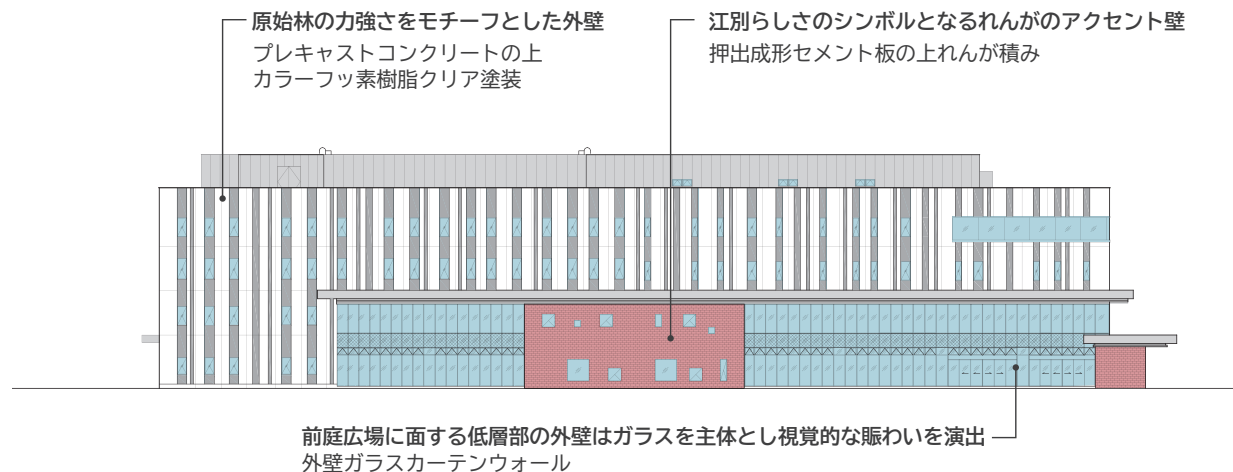 原始林の力強さをモチーフとした外壁
プレキャストコンクリートの上
カラーフッ素樹脂クリア塗装
江別らしさのシンボルとなるれんがのアクセント壁
押出成形セメント板の上れんが積み
前庭広場に面する低層部の外壁はガラスを主体とし視覚的な賑わいを演出
外壁ガラスカーテンウォール